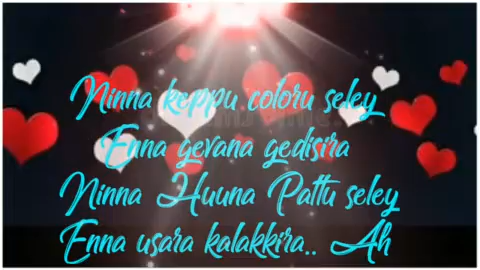 Ninna keppu coloru seley
Enna gevana gedisira
Ninna Huuna Pattu seley
Enna usara kalakkira.. Ah